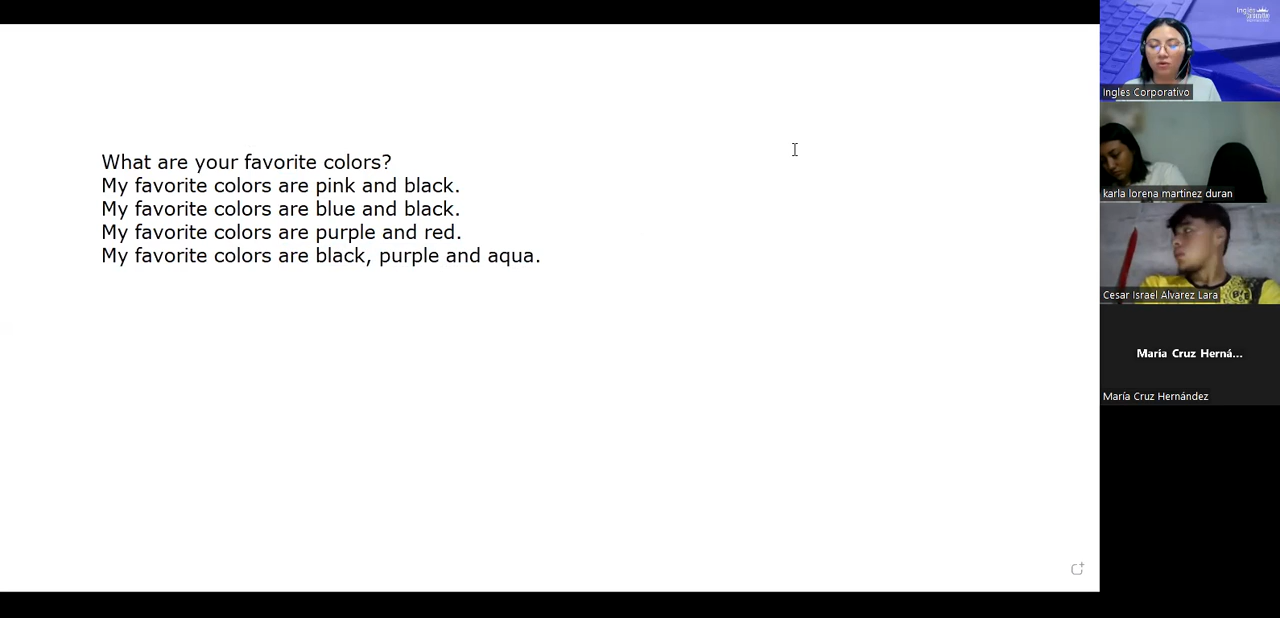 What are your favorite colors?
My favorite colors are pink and black.
My favorite colors are blue and black.
My favorite colors are purple and red.
My favorite colors are black, purple and aqua.
Ingles
Ingles Corporativo
karla lorena martinez duran
Cesar Israel Alvarez Lara
María Cruz Herná...
María Cruz Hernández